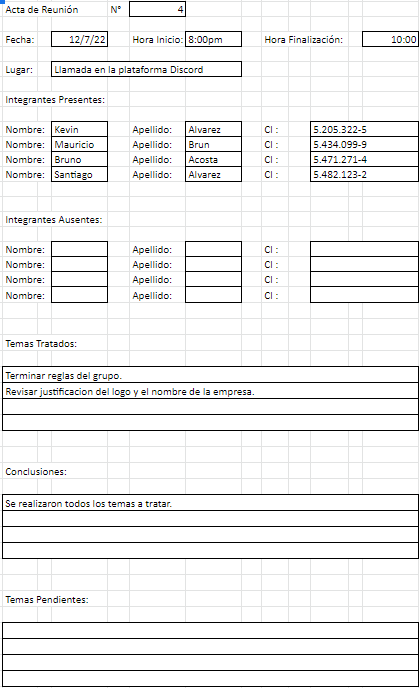 Acta de Reunión N° 4
Fecha: 12/7/22 Hora Inicio: 8:00pm Hora Finalización: 10:00
Lugar: Llamada en la plataforma Discord
Integrantes Presentes:
Nombre: Kevin Apellido: Alvarez CI : 5.205.322-5
Nombre: Mauricio Apellido: Brun CI : 5.434.099-9
Nombre: Bruno Apellido: Acosta CI : 5.471.271-4
Nombre: Santiago Apellido: Alvarez CI : 5.482.123-2
Integrantes Ausentes:
Nombre: Apellido: CI :
Nombre: Apellido: CI :
Nombre: Apellido: CI :
Nombre: Apellido: CI :
Temas Tratados:
Terminar reglas del grupo.
Revisar justificacion del logo y el nombre de la empresa.
Conclusiones:
Se realizaron todos los temas a tratar.
Temas Pendientes: